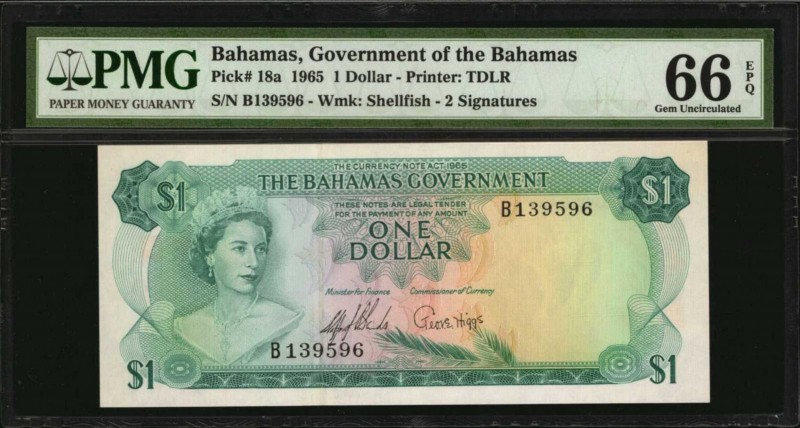 PMG
PAPER MONEY GUARANTY
Bahamas, Government of the Bahamas
Pick# 18a 1965 1 Dollar - Printer: TDLR
S/N B139596 - Wmk: Shellfish - 2 Signatures
66 EPQ
Gem Uncirculated
$1
THE CURRENCY NOTE ACT 1965
THE BAHAMAS GOVERNMENT
$1
THESE NOTES ARE LEGAL TENDER
FOR THE PAYMENT OF ANY AMOUNT
B139596
ONE
DOLLAR
Minister for Finance Commissioner of Currency
Geo. E. Higgs
B139596
$1
$1